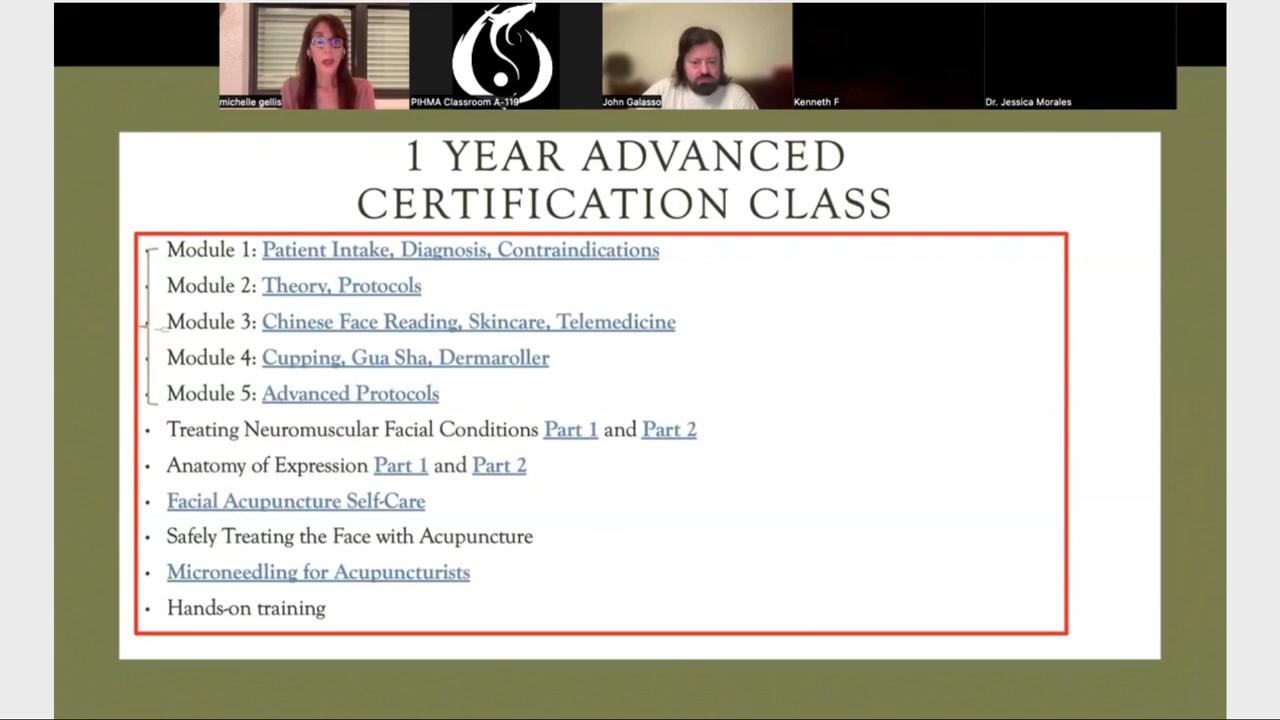 michelle gellis
PIHMA Classroom A-119
John Galasso
Kenneth F
Dr. Jessica Morales
1 YEAR ADVANCED
CERTIFICATION CLASS
Module 1: Patient Intake, Diagnosis, Contraindications
Module 2: Theory, Protocols
Module 3: Chinese Face Reading, Skincare, Telemedicine
Module 4: Cupping, Gua Sha, Dermaroller
Module 5: Advanced Protocols
• Treating Neuromuscular Facial Conditions Part 1 and Part 2
• Anatomy of Expression Part 1 and Part 2
• Facial Acupuncture Self-Care
• Safely Treating the Face with Acupuncture
• Microneedling for Acupuncturists
• Hands-on training